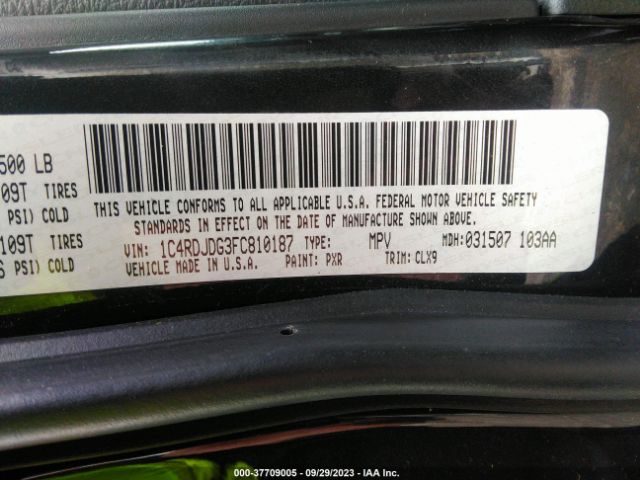 500 LB
09T TIRES
PSI) COLD
109T TIRES
PSI) COLD
THIS VEHICLE CONFORMS TO ALL APPLICABLE U.S.A. FEDERAL MOTOR VEHICLE SAFETY
STANDARDS IN EFFECT ON THE DATE OF MANUFACTURE SHOWN ABOVE.
VIN: 1C4RDJDG3FC810187 TYPE: MPV MDH: 031507 103AA
VEHICLE MADE IN U.S.A. PAINT: PXR TRIM: CLX9
000-37709005 - 09/29/2023 - IAA Inc.